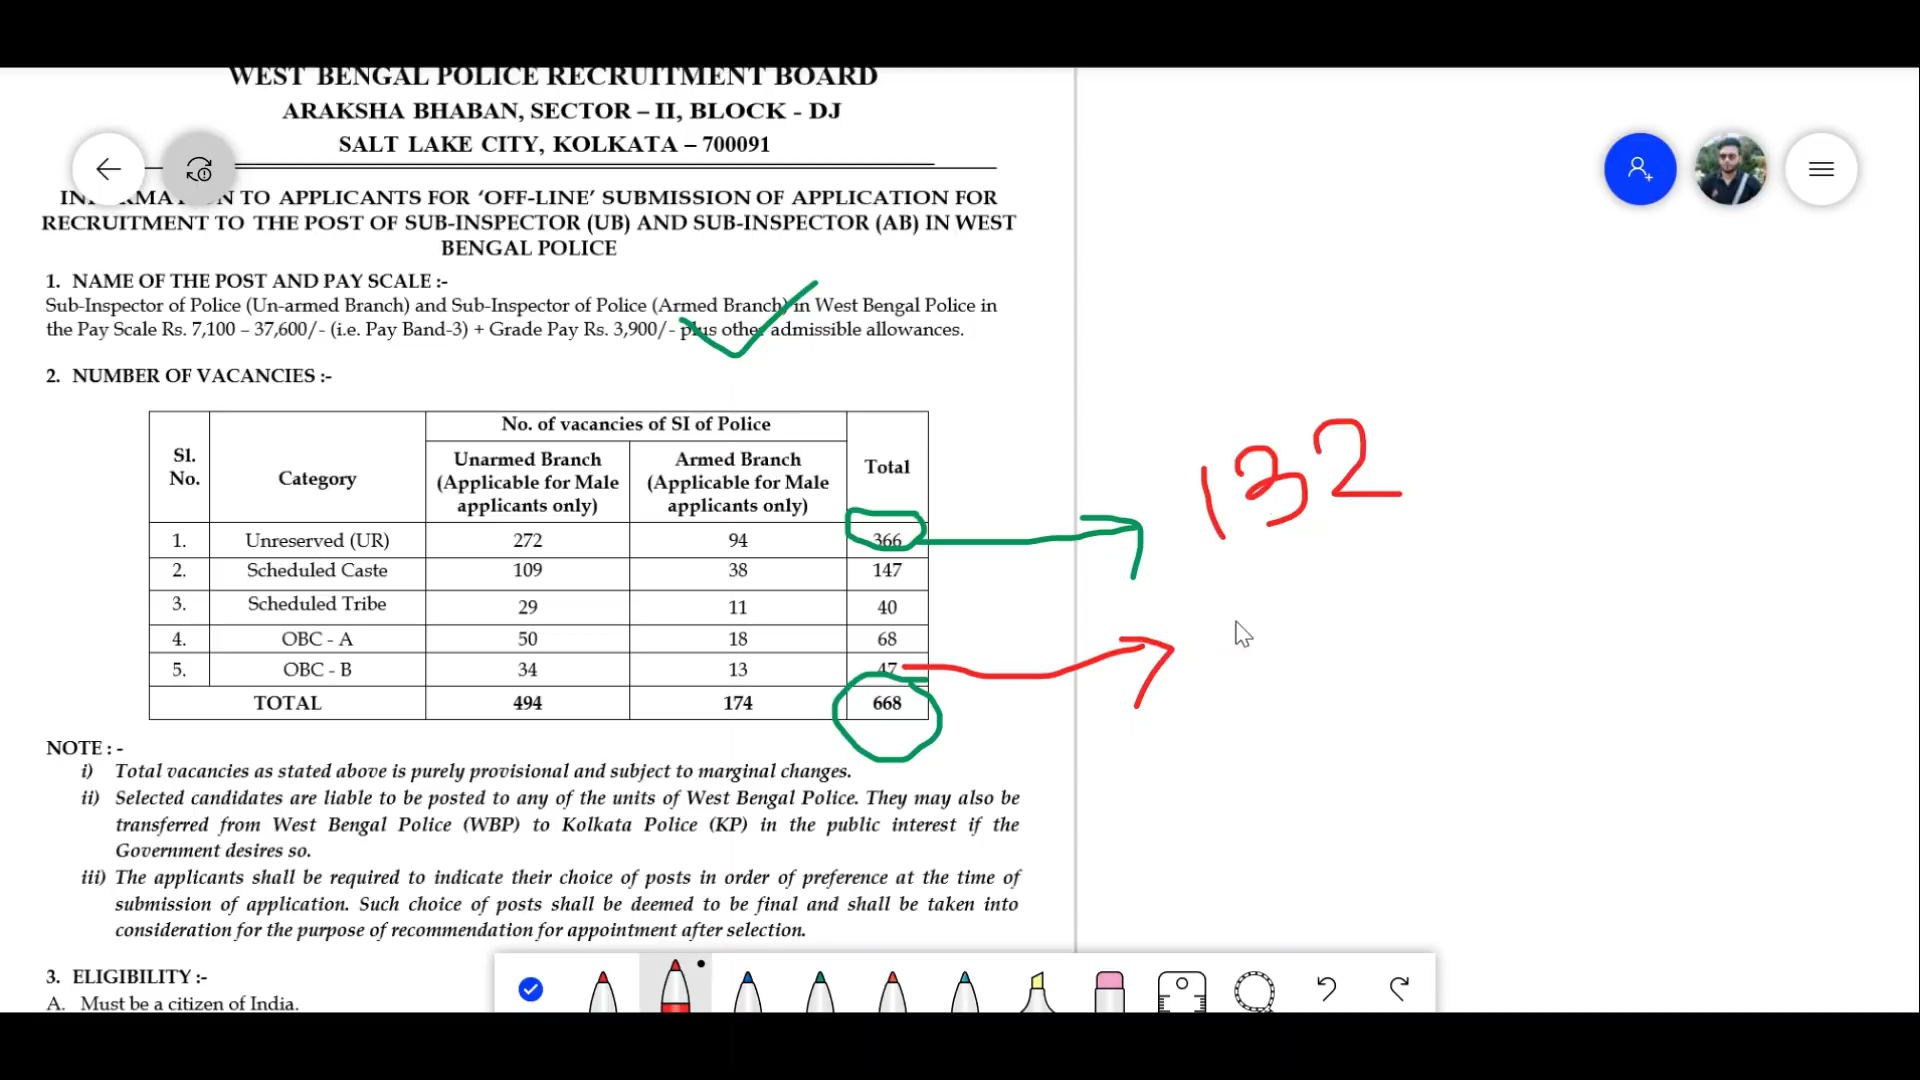 WEST BENGAL POLICE RECRUITMENT BOARD
ARAKSHA BHABAN, SECTOR – II, BLOCK - DJ
SALT LAKE CITY, KOLKATA – 700091
TO APPLICANTS FOR ‘OFF-LINE’ SUBMISSION OF APPLICATION FOR
RECRUITMENT TO THE POST OF SUB-INSPECTOR (UB) AND SUB-INSPECTOR (AB) IN WEST
BENGAL POLICE
1. NAME OF THE POST AND PAY SCALE :-
Sub-Inspector of Police (Un-armed Branch) and Sub-Inspector of Police (Armed Branch) in West Bengal Police in
the Pay Scale Rs. 7,100 – 37,600/- (i.e. Pay Band-3) + Grade Pay Rs. 3,900/- plus other admissible allowances.
2. NUMBER OF VACANCIES :-
Sl. No. Category No. of vacancies of SI of Police Total
Unarmed Branch (Applicable for Male applicants only) Armed Branch (Applicable for Male applicants only)
1. Unreserved (UR) 272 94 366
2. Scheduled Caste 109 38 147
3. Scheduled Tribe 29 11 40
4. OBC - A 50 18 68
5. OBC - B 34 13 47
TOTAL 494 174 668
132
NOTE : -
i) Total vacancies as stated above is purely provisional and subject to marginal changes.
ii) Selected candidates are liable to be posted to any of the units of West Bengal Police. They may also be
transferred from West Bengal Police (WBP) to Kolkata Police (KP) in the public interest if the
Government desires so.
iii) The applicants shall be required to indicate their choice of posts in order of preference at the time of
submission of application. Such choice of posts shall be deemed to be final and shall be taken into
consideration for the purpose of recommendation for appointment after selection.
3. ELIGIBILITY :-
A. Must be a citizen of India.